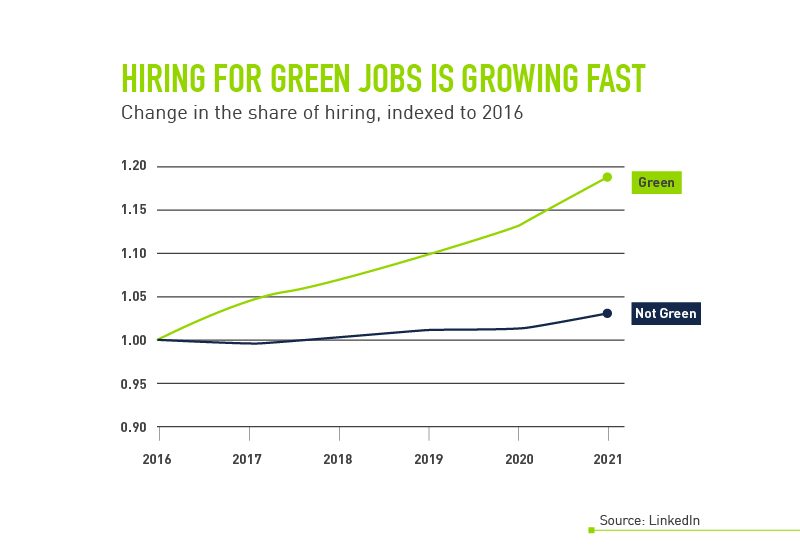 HIRING FOR GREEN JOBS IS GROWING FAST
Change in the share of hiring, indexed to 2016
1.20
Green
1.15
1.10
1.05
Not Green
1.00
0.95
0.90
2016 2017 2018 2019 2020 2021
Source: LinkedIn